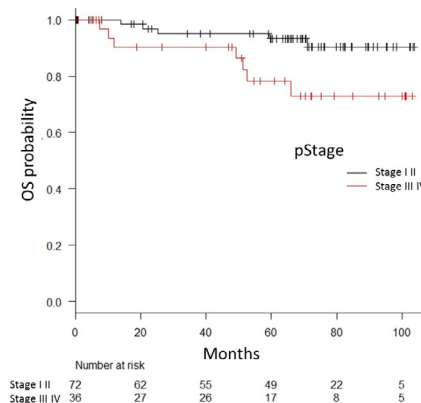 1.0
0.8
0.6
0.4
0.2
0.0
OS probability
pStage
Stage I II
Stage III IV
0 20 40 60 80 100
Months
Number at risk
Stage I II 72 62 55 49 22 5
Stage III IV 36 27 26 17 8 5